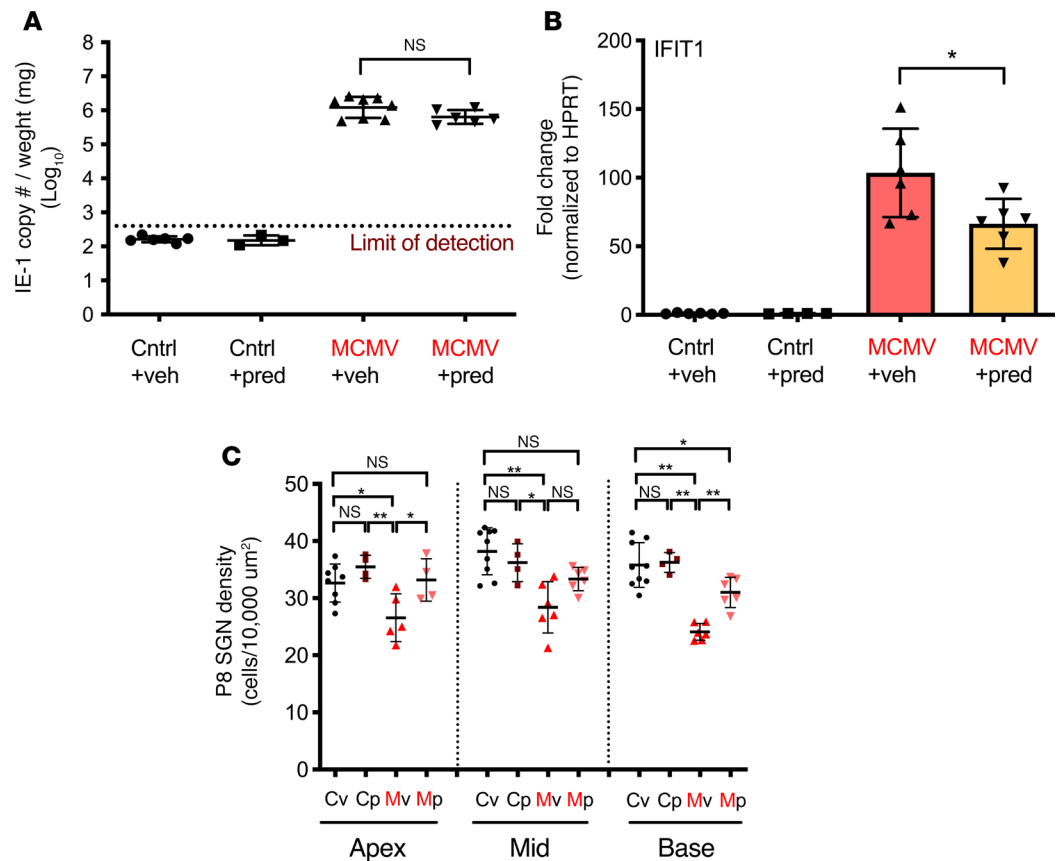 A
IE-1 copy # / weght (mg)
(Log10)
8
7
6
5
4
3
2
1
0
NS
Limit of detection
Cntrl
+veh
Cntrl
+pred
MCMV
+veh
MCMV
+pred
B
Fold change
(normalized to HPRT)
200
150
100
50
0
IFIT1
*
Cntrl
+veh
Cntrl
+pred
MCMV
+veh
MCMV
+pred
C
P8 SGN density
(cells/10,000 um²)
50
40
30
20
10
0
NS
*
NS
**
*
NS
**
NS
*
NS
*
**
NS
**
**
Cv Cp Mv Mp
Apex
Cv Cp Mv Mp
Mid
Cv Cp Mv Mp
Base